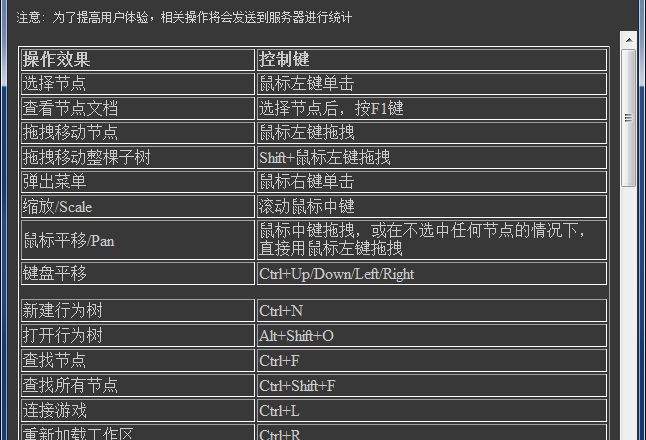 注意: 为了提高用户体验，相关操作将会发送到服务器进行统计
操作效果 控制键
选择节点 鼠标左键单击
查看节点文档 选择节点后，按F1键
拖拽移动节点 鼠标左键拖拽
拖拽移动整棵子树 Shift+鼠标左键拖拽
弹出菜单 鼠标右键单击
缩放/Scale 滚动鼠标中键
鼠标平移/Pan 鼠标中键拖拽，或在不选中任何节点的情况下，
直接用鼠标左键拖拽
键盘平移 Ctrl+Up/Down/Left/Right
新建行为树 Ctrl+N
打开行为树 Alt+Shift+O
查找节点 Ctrl+F
查找所有节点 Ctrl+Shift+F
连接游戏 Ctrl+L
重新加载工作区 Ctrl+R